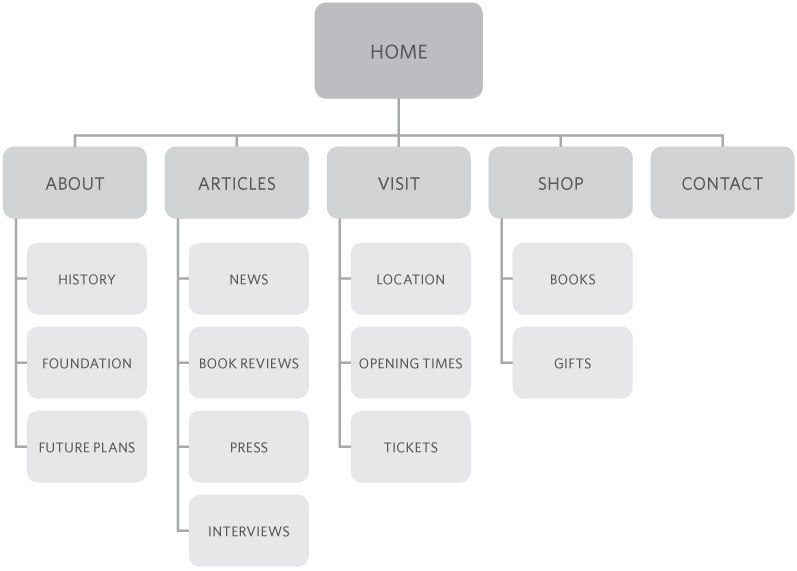 HOME
ABOUT
ARTICLES
VISIT
SHOP
CONTACT
HISTORY
FOUNDATION
FUTURE PLANS
NEWS
BOOK REVIEWS
PRESS
INTERVIEWS
LOCATION
OPENING TIMES
TICKETS
BOOKS
GIFTS